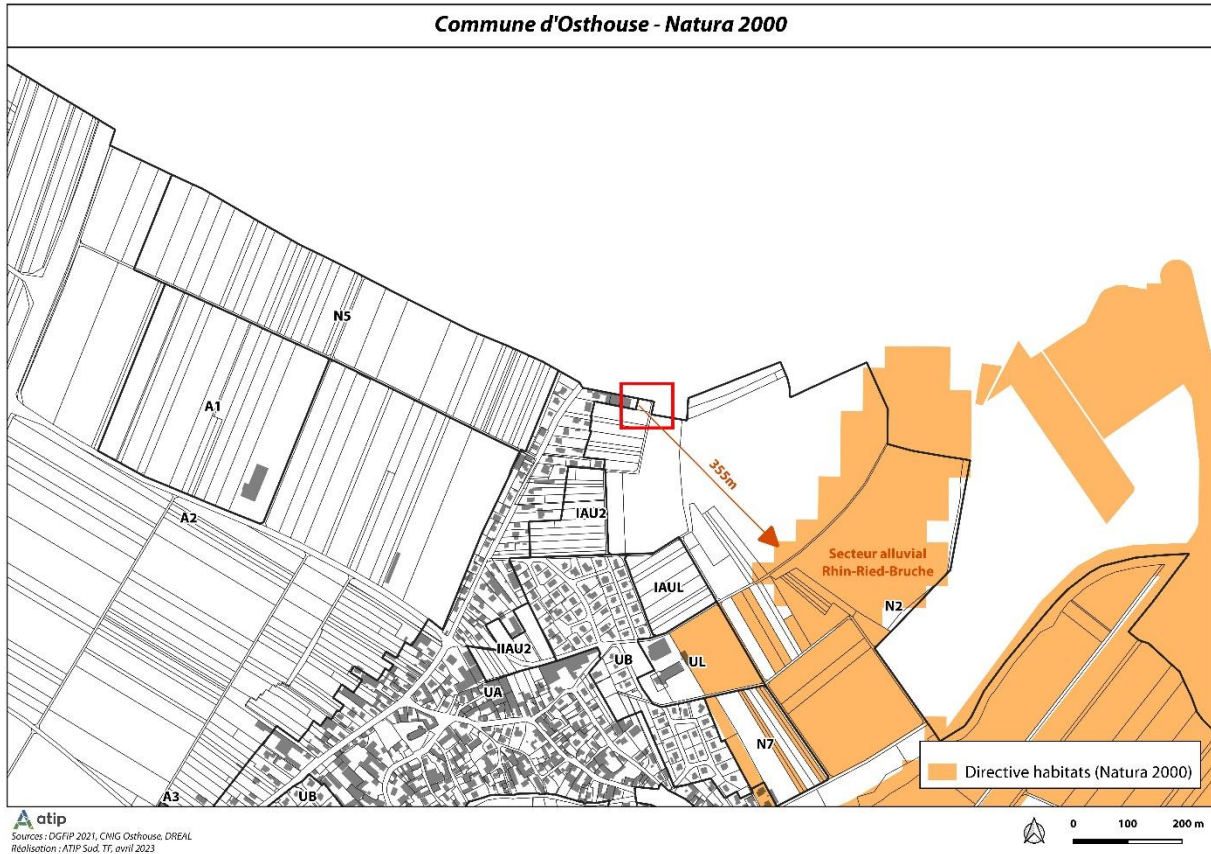 Commune d'Osthouse - Natura 2000
N5
A1
A2
355m
IAU2
Secteur alluvial
Rhin-Ried-Bruche
IAUL
N2
IIAU2
UB
UL
UA
N7
A3
UB
Directive habitats (Natura 2000)
atip
Sources : DGFiP 2021, CNIG Osthouse, DREAL
Réalisation : ATIP Sud, TF, avril 2023
0 100 200 m